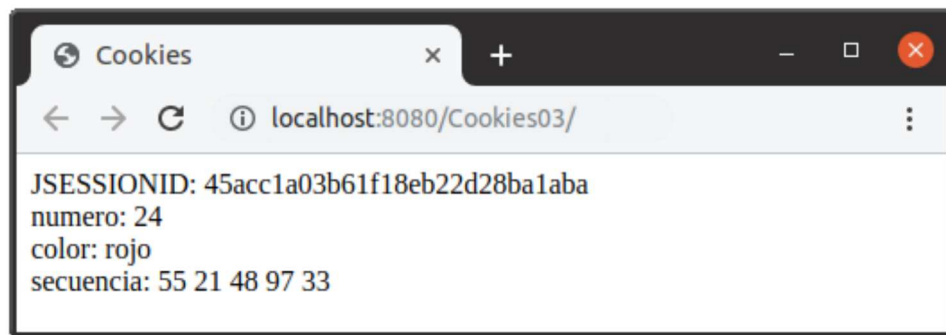 Cookies
localhost:8080/Cookies03/
JSESSIONID: 45acc1a03b61f18eb22d28ba1aba
numero: 24
color: rojo
secuencia: 55 21 48 97 33